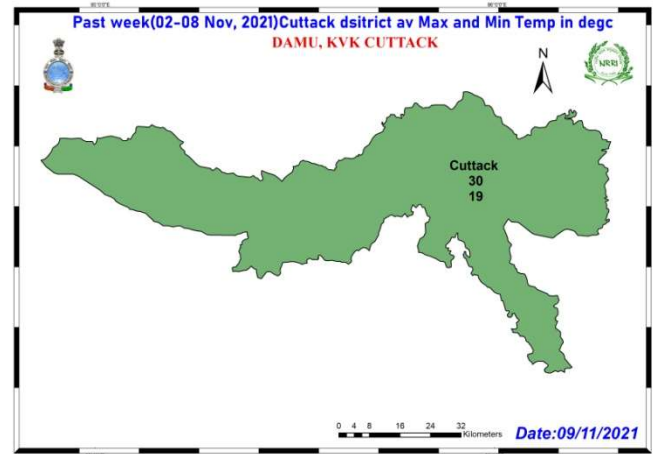 Past week(02-08 Nov, 2021)Cuttack dsitrict av Max and Min Temp in degc
DAMU, KVK CUTTACK
N
NRRI
Cuttack
30
19
0 4 8 16 24 32
Kilometers
Date:09/11/2021